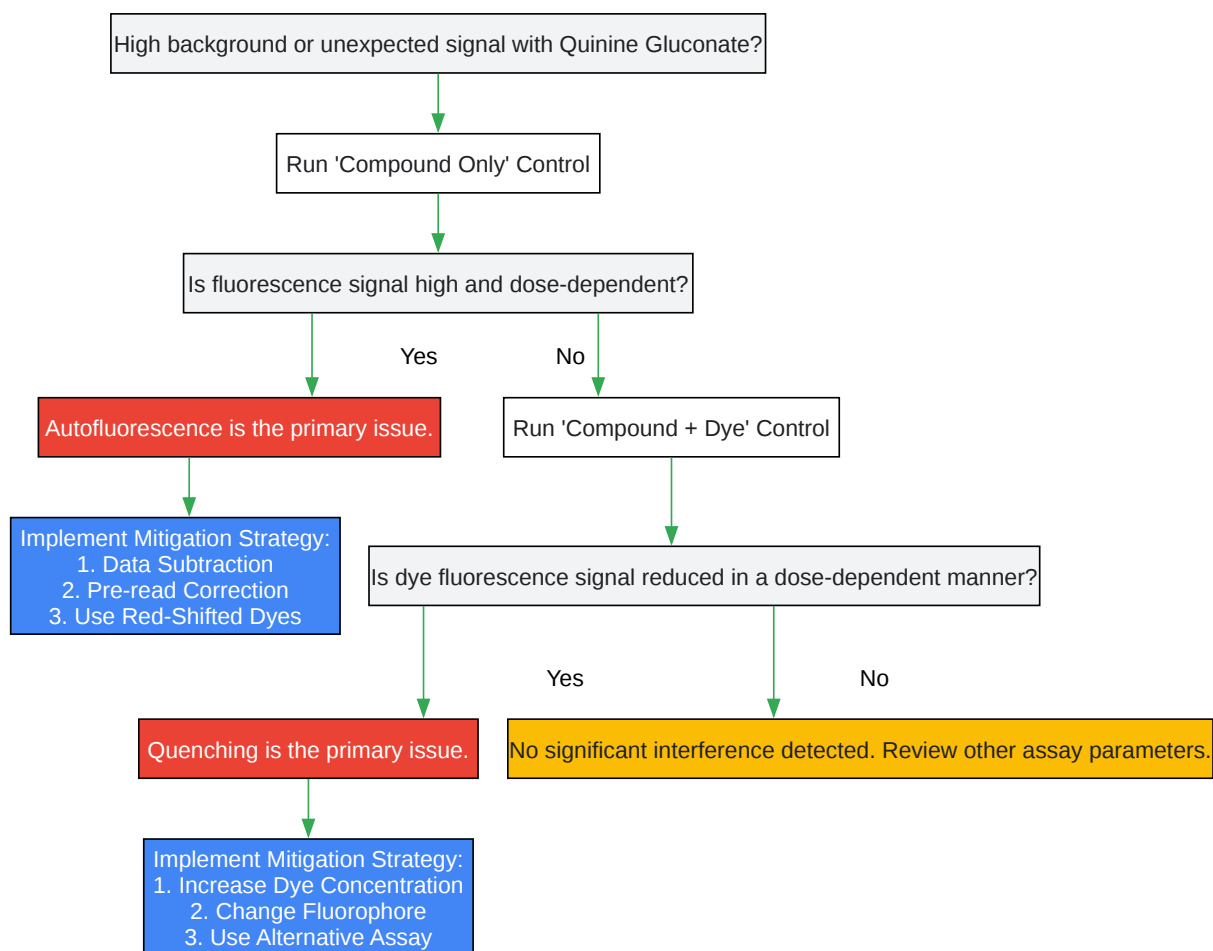 High background or unexpected signal with Quinine Gluconate?
Run 'Compound Only' Control
Is fluorescence signal high and dose-dependent?
Yes
No
Autofluorescence is the primary issue.
Run 'Compound + Dye' Control
Implement Mitigation Strategy:
1. Data Subtraction
2. Pre-read Correction
3. Use Red-Shifted Dyes
Is dye fluorescence signal reduced in a dose-dependent manner?
Yes
No
Quenching is the primary issue.
No significant interference detected. Review other assay parameters.
Implement Mitigation Strategy:
1. Increase Dye Concentration
2. Change Fluorophore
3. Use Alternative Assay